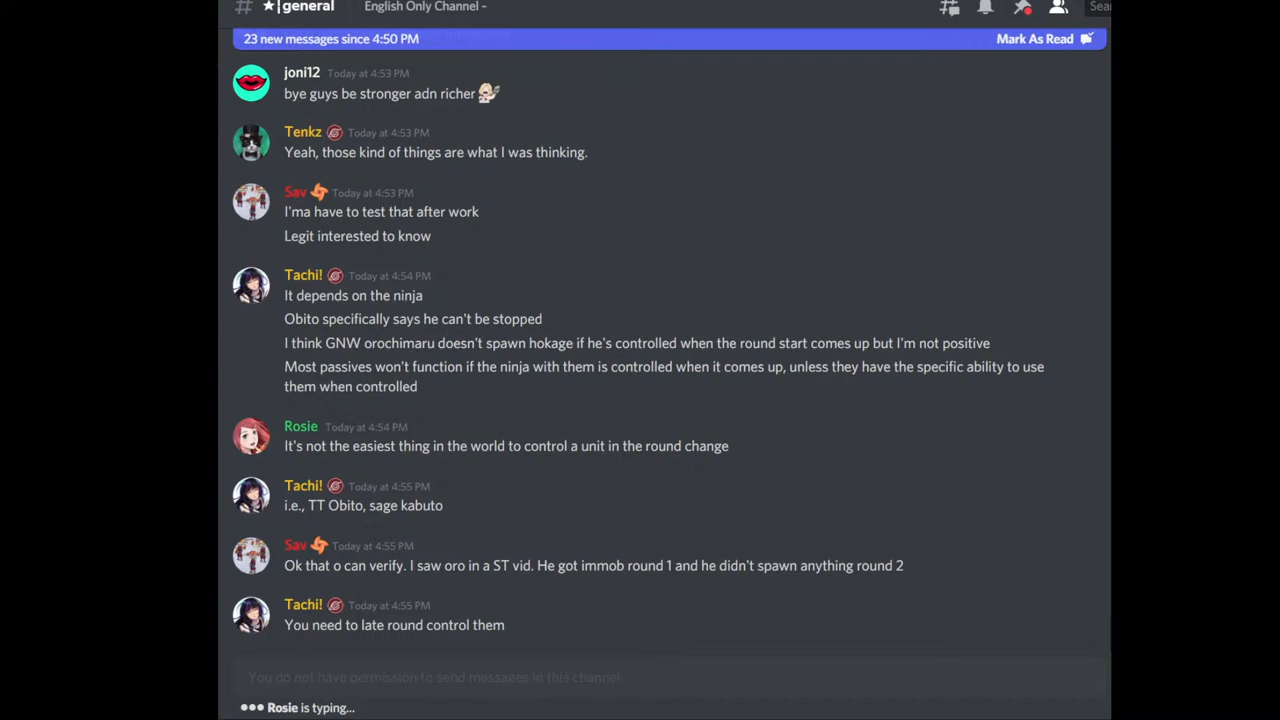 ★|general English Only Channel –
23 new messages since 4:50 PM Mark As Read
joni12 Today at 4:53 PM
bye guys be stronger adn richer
Tenkz Today at 4:53 PM
Yeah, those kind of things are what I was thinking.
Sav Today at 4:53 PM
I'ma have to test that after work
Legit interested to know
Tachi! Today at 4:54 PM
It depends on the ninja
Obito specifically says he can't be stopped
I think GNW orochimaru doesn't spawn hokage if he's controlled when the round start comes up but I'm not positive
Most passives won't function if the ninja with them is controlled when it comes up, unless they have the specific ability to use
them when controlled
Rosie Today at 4:54 PM
It's not the easiest thing in the world to control a unit in the round change
Tachi! Today at 4:55 PM
i.e., TT Obito, sage kabuto
Sav Today at 4:55 PM
Ok that o can verify. I saw oro in a ST vid. He got immob round 1 and he didn't spawn anything round 2
Tachi! Today at 4:55 PM
You need to late round control them
You do not have permission to send messages in this channel.
Rosie is typing...